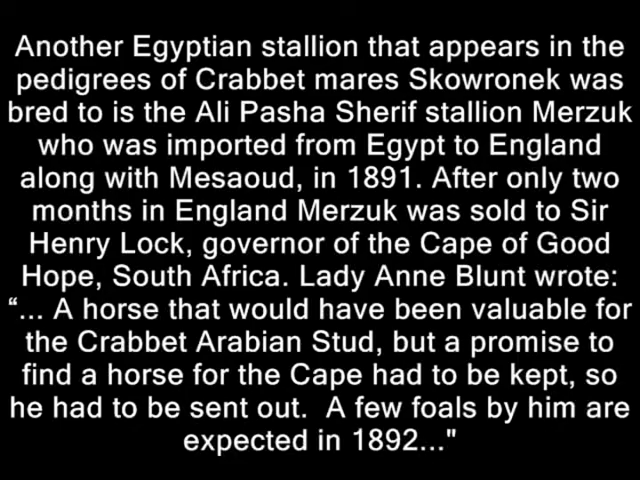 Another Egyptian stallion that appears in the
pedigrees of Crabbet mares Skowronek was
bred to is the Ali Pasha Sherif stallion Merzuk
who was imported from Egypt to England
along with Mesaoud, in 1891. After only two
months in England Merzuk was sold to Sir
Henry Lock, governor of the Cape of Good
Hope, South Africa. Lady Anne Blunt wrote:
“... A horse that would have been valuable for
the Crabbet Arabian Stud, but a promise to
find a horse for the Cape had to be kept, so
he had to be sent out.  A few foals by him are
expected in 1892..."